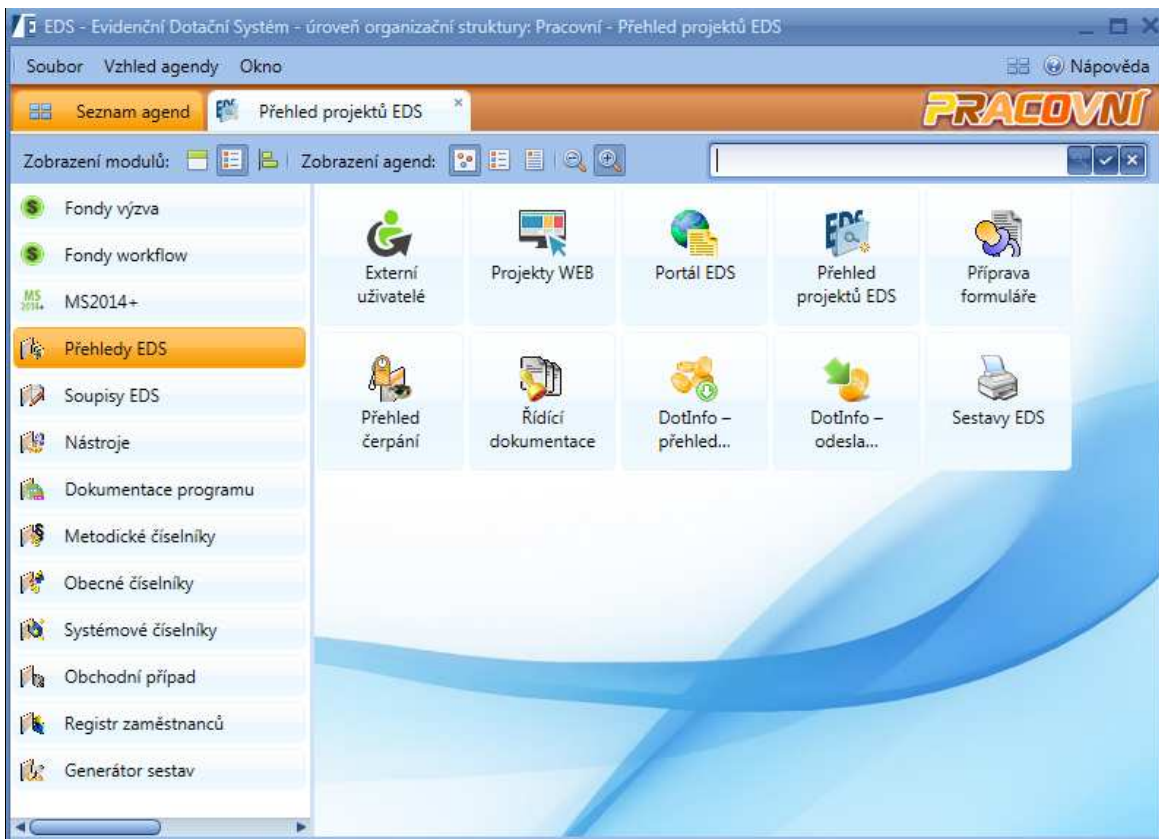 EDS - Evidenční Dotační Systém - úroveň organizační struktury: Pracovní - Přehled projektů EDS
Soubor Vzhled agendy Okno Nápověda
Seznam agend Přehled projektů EDS PRACOVNÍ
Zobrazení modulů: Zobrazení agend:
Fondy výzva
Fondy workflow
MS2014+
Přehledy EDS
Soupisy EDS
Nástroje
Dokumentace programu
Metodické číselníky
Obecné číselníky
Systémové číselníky
Obchodní případ
Registr zaměstnanců
Generátor sestav
Externí
uživatelé
Projekty WEB
Portál EDS
Přehled
projektů EDS
Příprava
formuláře
Přehled
čerpání
Řídící
dokumentace
DotInfo –
přehled...
DotInfo –
odesla...
Sestavy EDS